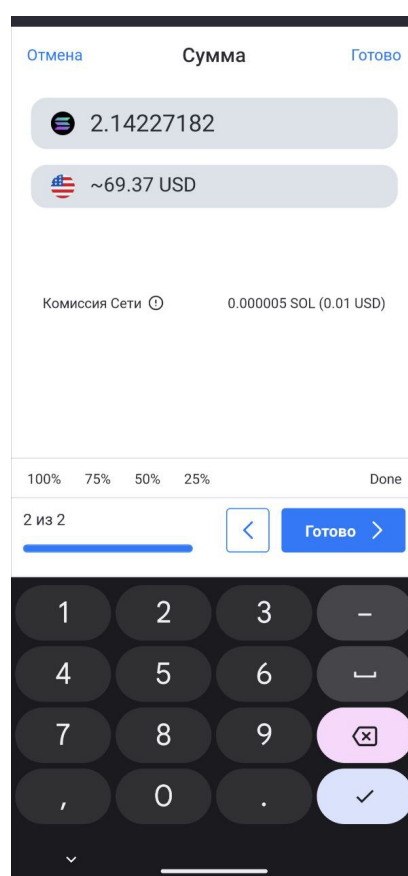 Отмена Сумма Готово
2.14227182
~69.37 USD
Комиссия Сети 0.000005 SOL (0.01 USD)
100% 75% 50% 25% Done
2 из 2
Готово
1 2 3 –
4 5 6
7 8 9
, 0 .